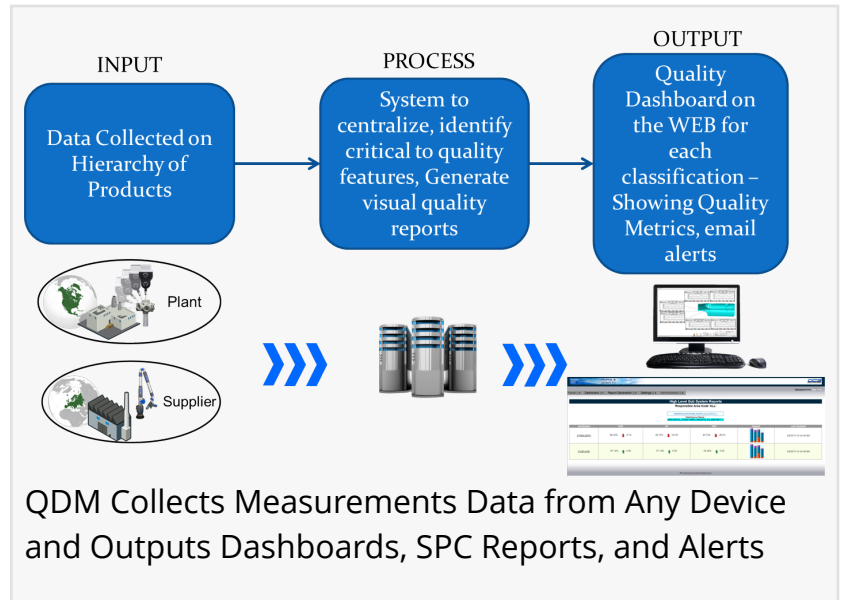 INPUT
Data Collected on
Hierarchy of
Products
PROCESS
System to
centralize, identify
critical to quality
features, Generate
visual quality
reports
OUTPUT
Quality
Dashboard on
the WEB for
each
classification –
Showing Quality
Metrics, email
alerts
Plant
Supplier
High Level Sub System Reports
QDM Collects Measurements Data from Any Device
and Outputs Dashboards, SPC Reports, and Alerts